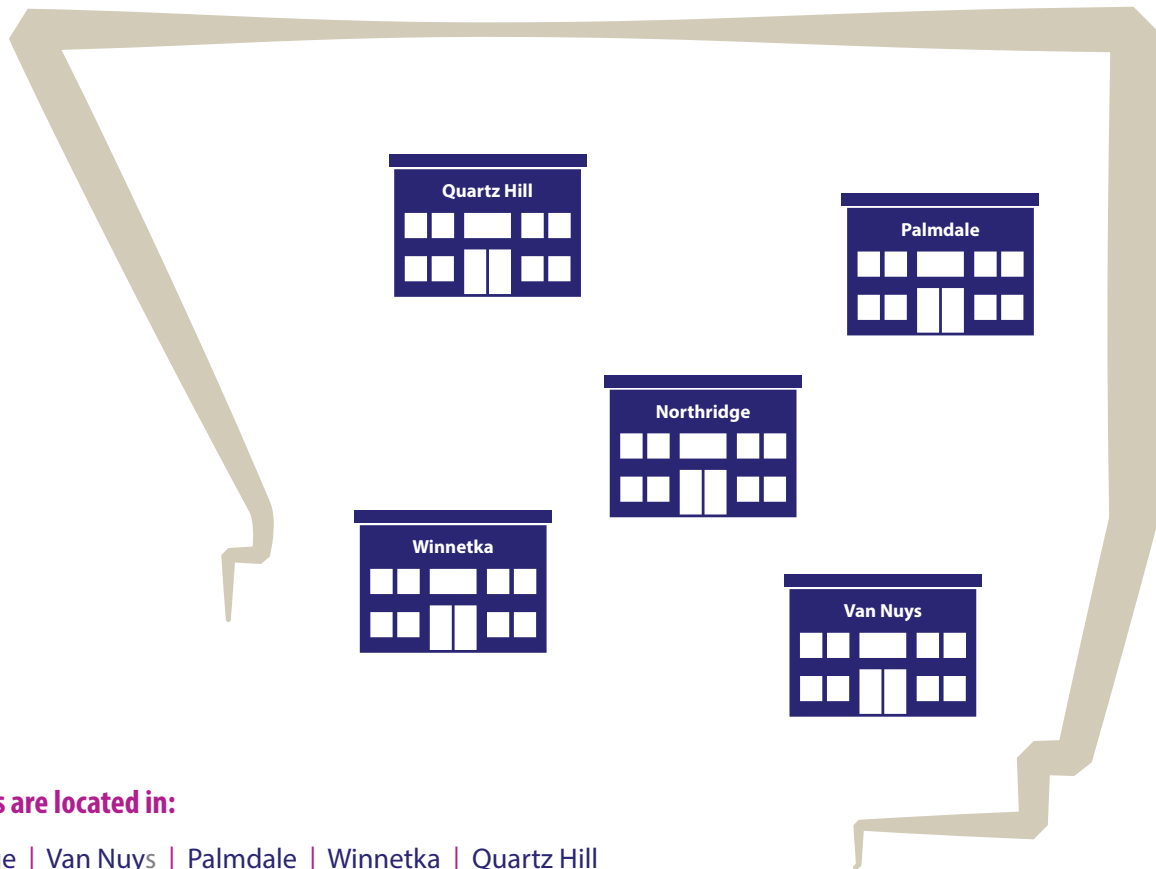 Quartz Hill
Palmdale
Northridge
Winnetka
Van Nuys
are located in:
| Van Nuys | Palmdale | Winnetka | Quartz Hill